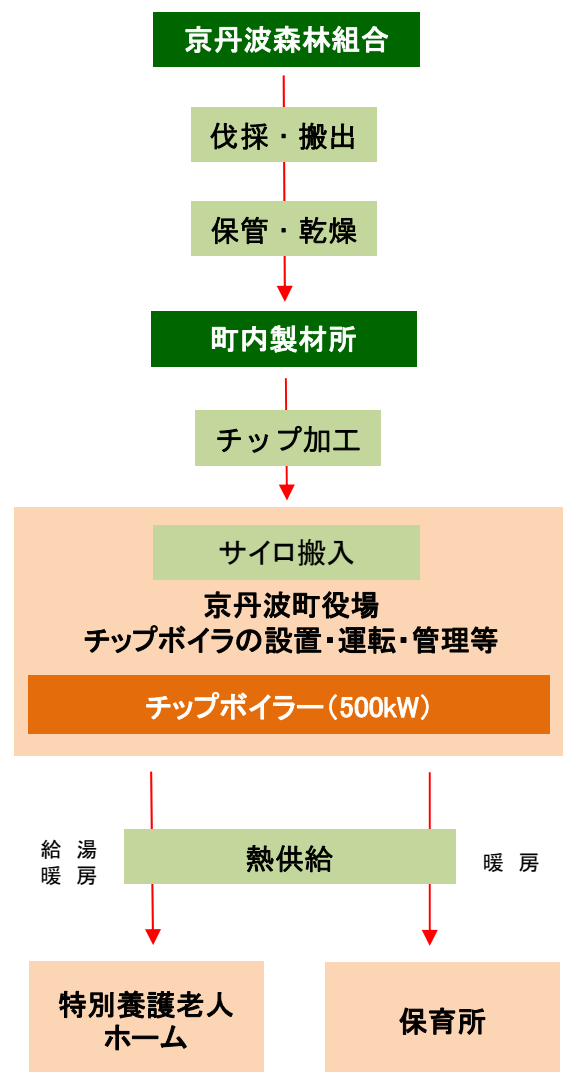 京丹波森林組合
伐採・搬出
保管・乾燥
町内製材所
チップ加工
サイロ搬入
京丹波町役場
チップボイラの設置・運転・管理等
チップボイラー(500kW)
給 湯
暖 房
熱供給
暖 房
特別養護老人
ホーム
保育所